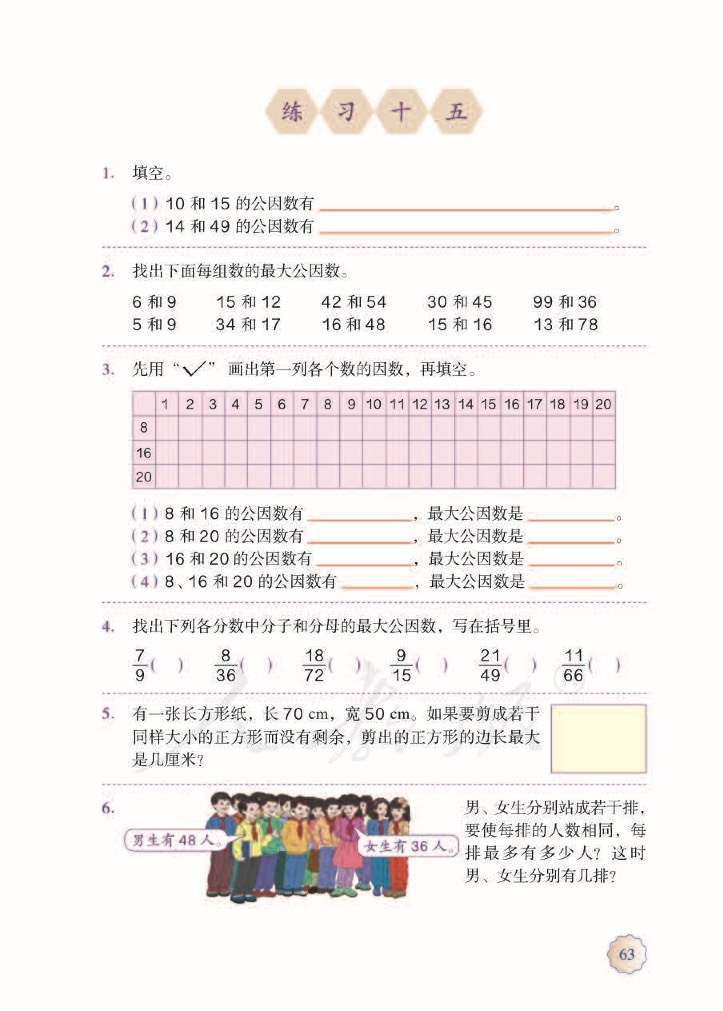 练习十五
1. 填空。
(1) 10 和 15 的公因数有 。
(2) 14 和 49 的公因数有 。
2. 找出下面每组数的最大公因数。
6 和 9 15 和 12 42 和 54 30 和 45 99 和 36
5 和 9 34 和 17 16 和 48 15 和 16 13 和 78
3. 先用“✓”画出第一列各个数的因数，再填空。
1 2 3 4 5 6 7 8 9 10 11 12 13 14 15 16 17 18 19 20
8
16
20
(1) 8 和 16 的公因数有 ，最大公因数是 。
(2) 8 和 20 的公因数有 ，最大公因数是 。
(3) 16 和 20 的公因数有 ，最大公因数是 。
(4) 8、16 和 20 的公因数有 ，最大公因数是 。
4. 找出下列各分数中分子和分母的最大公因数，写在括号里。
7/9( ) 8/36( ) 18/72( ) 9/15( ) 21/49( ) 11/66( )
5. 有一张长方形纸，长 70 cm，宽 50 cm。如果要剪成若干
同样大小的正方形而没有剩余，剪出的正方形的边长最大
是几厘米？
6.
男生有 48 人。
女生有 36 人。
男、女生分别站成若干排，
要使每排的人数相同，每
排最多有多少人？这时
男、女生分别有几排？
63